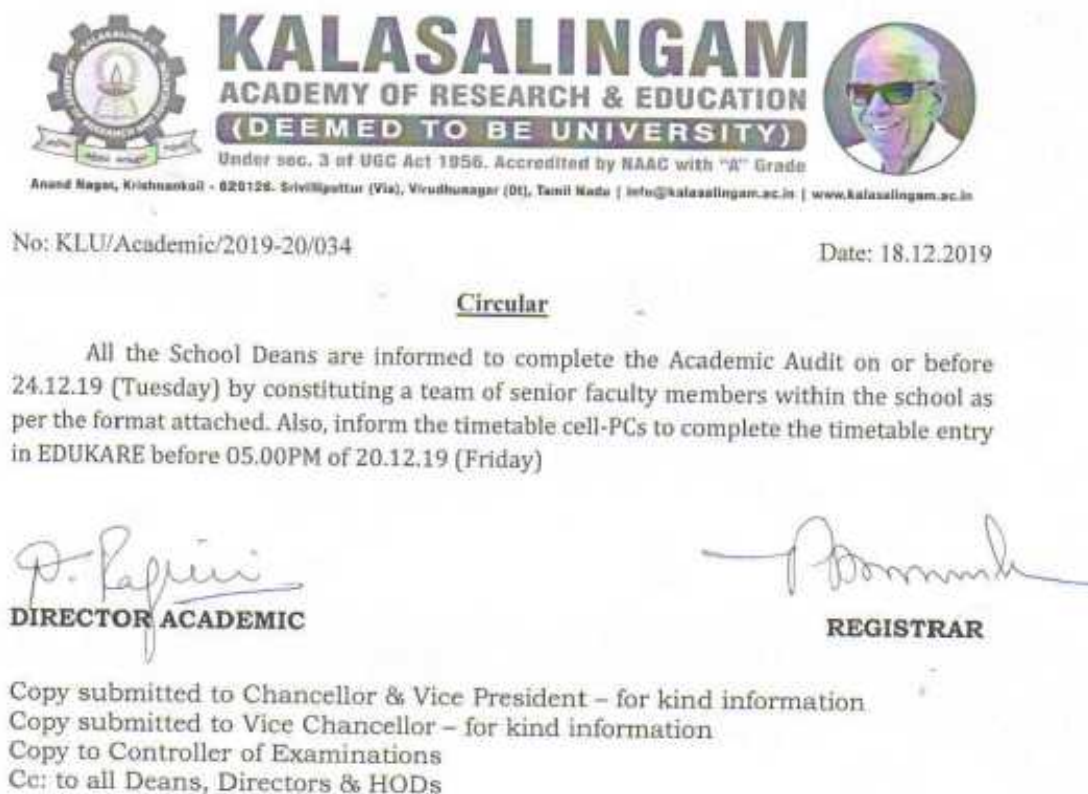 KALASALINGAM
ACADEMY OF RESEARCH & EDUCATION
(DEEMED TO BE UNIVERSITY)
Under sec. 3 of UGC Act 1956. Accredited by NAAC with "A" Grade
Anand Nagar, Krishnankoil - 626126. Srivilliputtur (Via), Virudhunagar (Dt), Tamil Nadu | info@kalasalingam.ac.in | www.kalasalingam.ac.in
No: KLU/Academic/2019-20/034
Date: 18.12.2019
Circular
All the School Deans are informed to complete the Academic Audit on or before
24.12.19 (Tuesday) by constituting a team of senior faculty members within the school as
per the format attached. Also, inform the timetable cell-PCs to complete the timetable entry
in EDUKARE before 05.00PM of 20.12.19 (Friday)
DIRECTOR ACADEMIC
REGISTRAR
Copy submitted to Chancellor & Vice President – for kind information
Copy submitted to Vice Chancellor – for kind information
Copy to Controller of Examinations
Cc: to all Deans, Directors & HODs